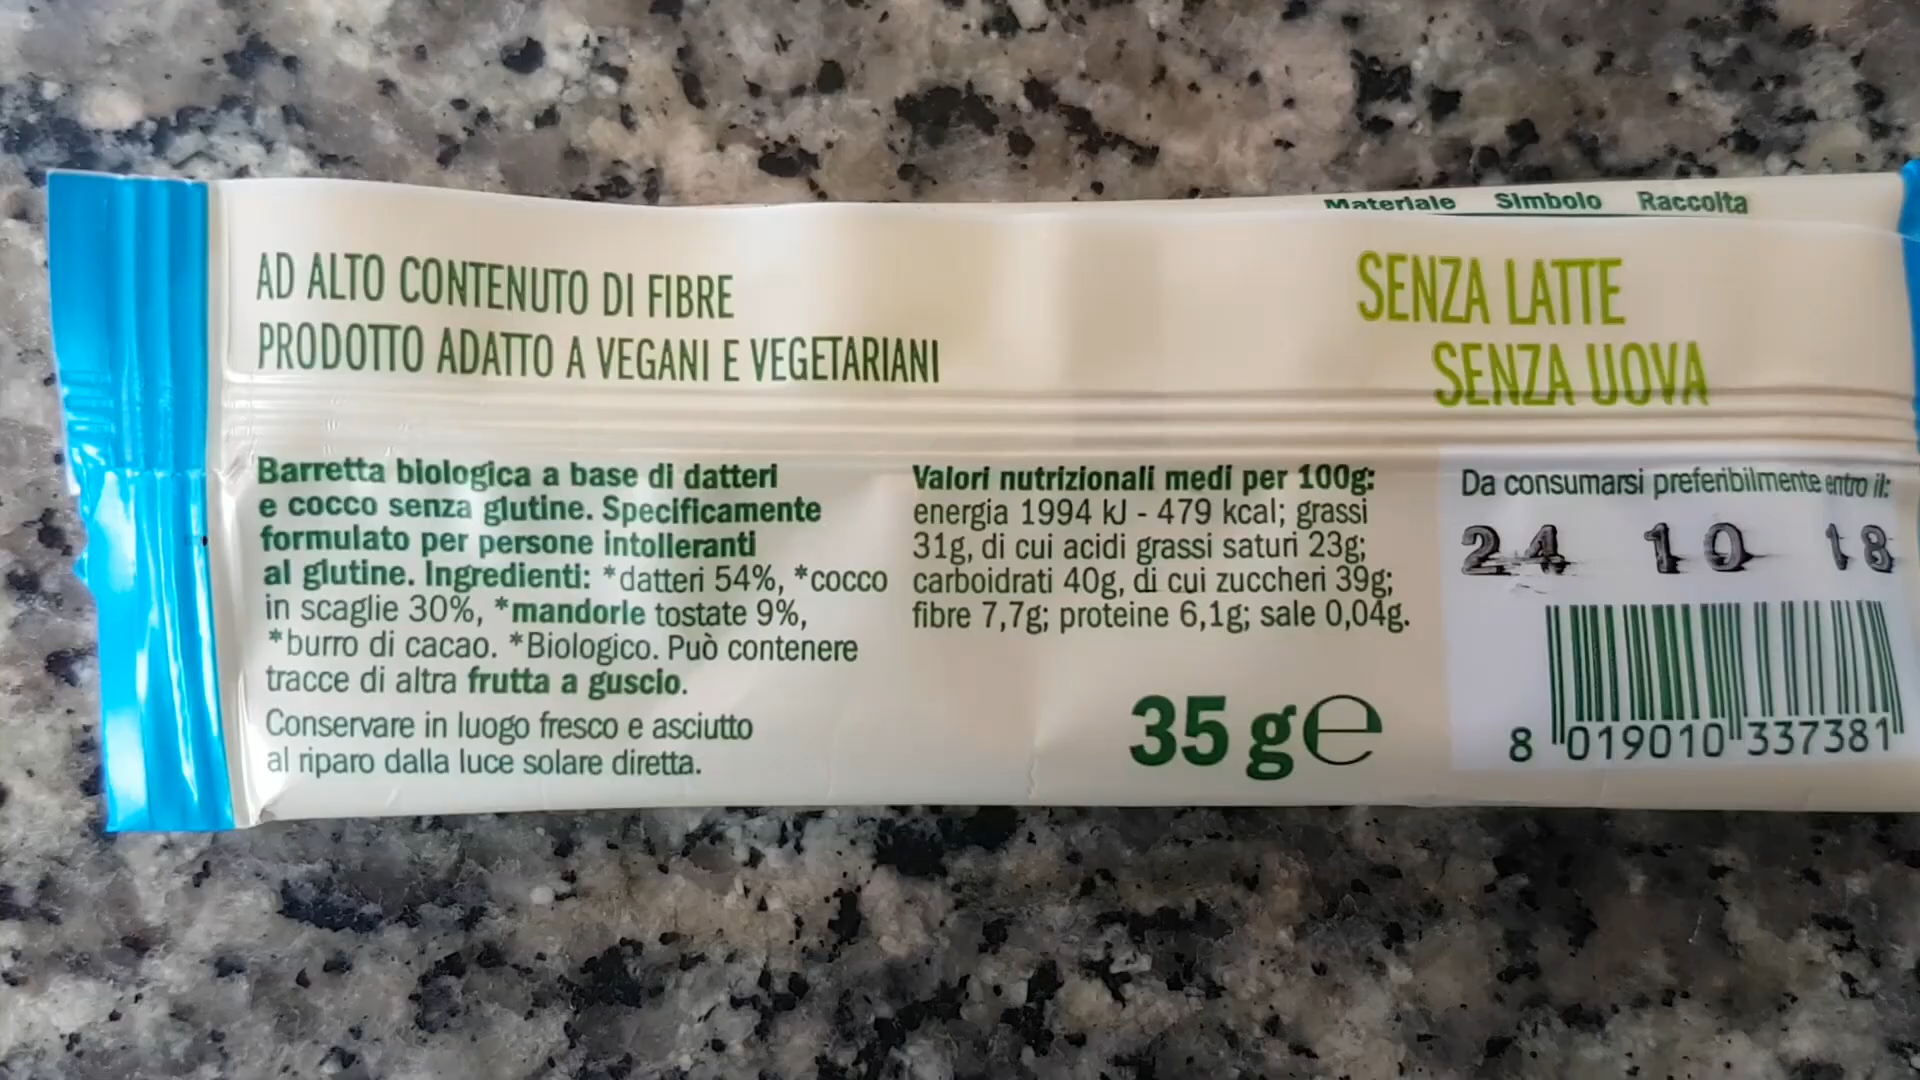 Materiale Simbolo Raccolta
AD ALTO CONTENUTO DI FIBRE
PRODOTTO ADATTO A VEGANI E VEGETARIANI
SENZA LATTE
SENZA UOVA
Barretta biologica a base di datteri
e cocco senza glutine. Specificamente
formulato per persone intolleranti
al glutine. Ingredienti: *datteri 54%, *cocco
in scaglie 30%, *mandorle tostate 9%,
*burro di cacao. *Biologico. Può contenere
tracce di altra frutta a guscio.
Conservare in luogo fresco e asciutto
al riparo dalla luce solare diretta.
Valori nutrizionali medi per 100g:
energia 1994 kJ - 479 kcal; grassi
31g, di cui acidi grassi saturi 23g;
carboidrati 40g, di cui zuccheri 39g;
fibre 7,7g; proteine 6,1g; sale 0,04g.
35 g e
Da consumarsi preferibilmente entro il:
24 10 18
8 019010 337381